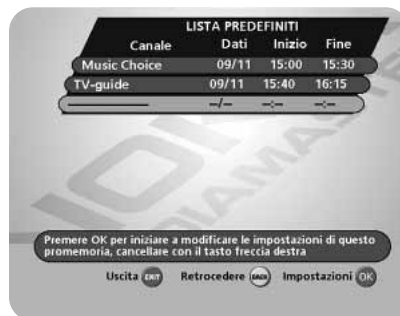 LISTA PREDEFINITI
Canale Dati Inizio Fine
Music Choice 09/11 15:00 15:30
TV-guide 09/11 15:40 16:15
--/-- --:-- --:--
Premere OK per iniziare a modificare le impostazioni di questo
promemoria, cancellare con il tasto freccia destra
Uscita EXIT Retrocedere BACK Impostazioni OK